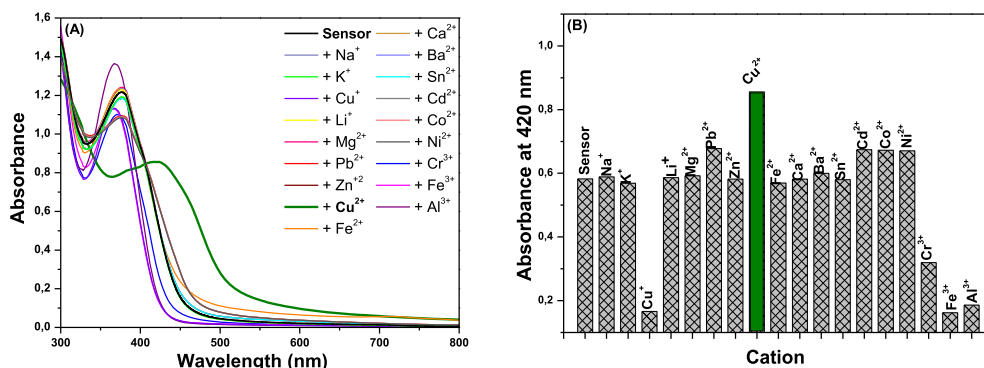 (A)
Absorbance
1,6
1,4
1,2
1,0
0,8
0,6
0,4
0,2
0,0
300 400 500 600 700 800
Wavelength (nm)
Sensor
+ Na⁺
+ K⁺
+ Cu⁺
+ Li⁺
+ Mg²⁺
+ Pb²⁺
+ Zn⁺²
+ Cu²⁺
+ Fe²⁺
+ Ca²⁺
+ Ba²⁺
+ Sn²⁺
+ Cd²⁺
+ Co²⁺
+ Ni²⁺
+ Cr³⁺
+ Fe³⁺
+ Al³⁺
(B)
Absorbance at 420 nm
1,0
0,8
0,6
0,4
0,2
Sensor
Na⁺
K⁺
Cu⁺
Li⁺
Mg²⁺
Pb²⁺
Zn²⁺
Cu²⁺
Fe²⁺
Ca²⁺
Ba²⁺
Sn²⁺
Cd²⁺
Co²⁺
Ni²⁺
Cr³⁺
Fe³⁺
Al³⁺
Cation